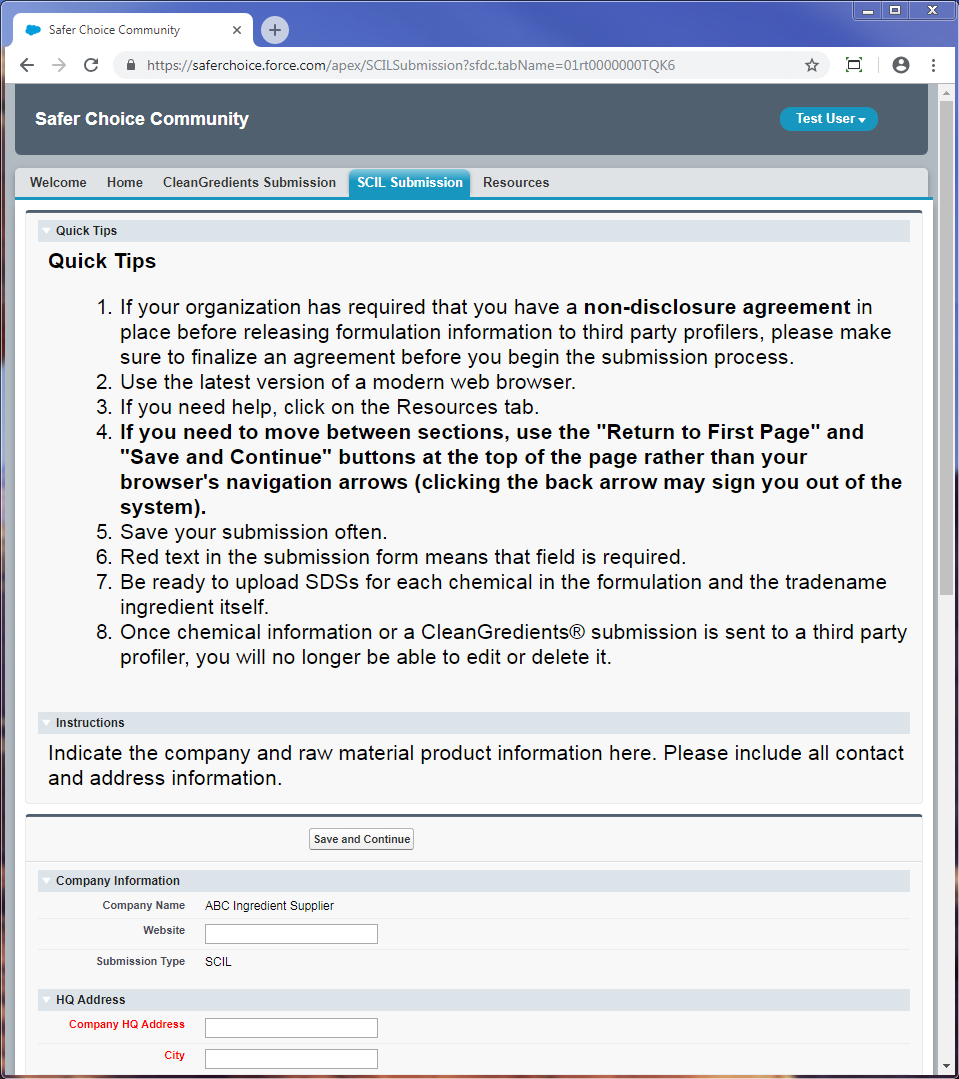 Safer Choice Community
https://saferchoice.force.com/apex/SCILSubmission?sfdc.tabName=01rt0000000TQK6
Safer Choice Community
Test User
Welcome Home CleanGredients Submission SCIL Submission Resources
Quick Tips
Quick Tips
1. If your organization has required that you have a non-disclosure agreement in
place before releasing formulation information to third party profilers, please make
sure to finalize an agreement before you begin the submission process.
2. Use the latest version of a modern web browser.
3. If you need help, click on the Resources tab.
4. If you need to move between sections, use the "Return to First Page" and
"Save and Continue" buttons at the top of the page rather than your
browser's navigation arrows (clicking the back arrow may sign you out of the
system).
5. Save your submission often.
6. Red text in the submission form means that field is required.
7. Be ready to upload SDSs for each chemical in the formulation and the tradename
ingredient itself.
8. Once chemical information or a CleanGredients® submission is sent to a third party
profiler, you will no longer be able to edit or delete it.
Instructions
Indicate the company and raw material product information here. Please include all contact
and address information.
Save and Continue
Company Information
Company Name ABC Ingredient Supplier
Website
Submission Type SCIL
HQ Address
Company HQ Address
City